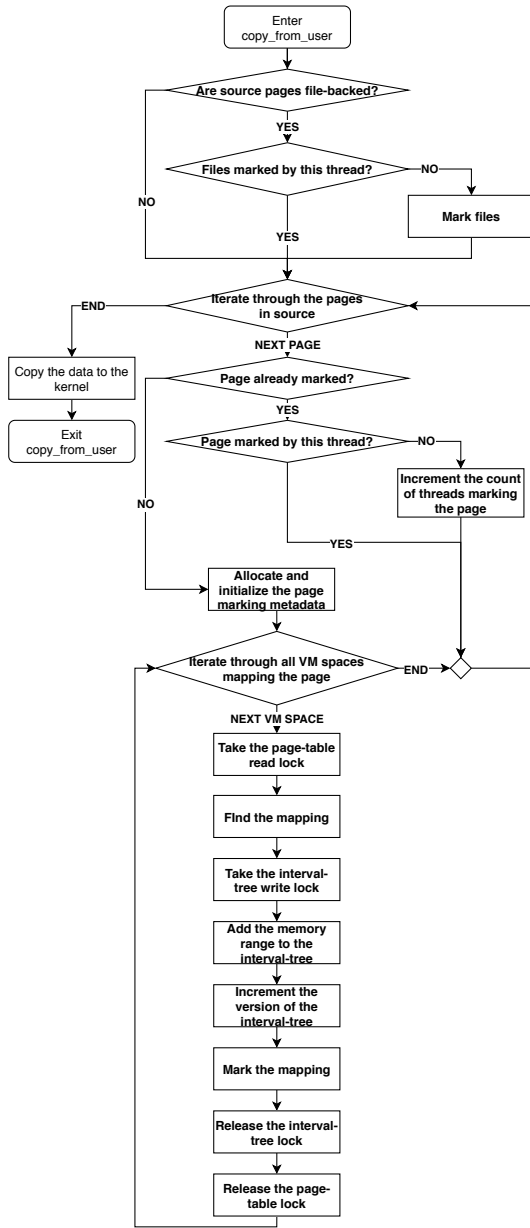 Enter
copy_from_user
Are source pages file-backed?
YES
Files marked by this thread?
NO
Mark files
NO
YES
Iterate through the pages
in source
END
NEXT PAGE
Copy the data to the
kernel
Page already marked?
YES
Exit
copy_from_user
Page marked by this thread?
NO
Increment the count
of threads marking
the page
NO
YES
Allocate and
initialize the page
marking metadata
Iterate through all VM spaces
mapping the page
END
NEXT VM SPACE
Take the page-table
read lock
FInd the mapping
Take the interval-
tree write lock
Add the memory
range to the
interval-tree
Increment the
version of the
interval-tree
Mark the mapping
Release the interval-
tree lock
Release the page-
table lock